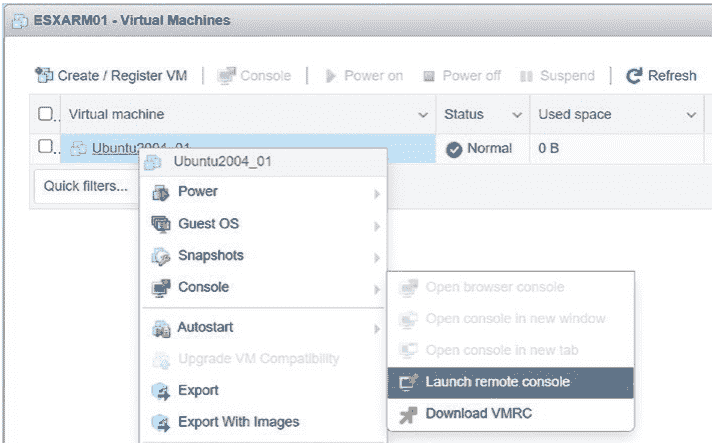 ESXARM01 - Virtual Machines
Create / Register VM | Console | Power on Power off Suspend | Refresh
Virtual machine Status Used space
Ubuntu2004_01 Normal 0 B
Quick filters...
Ubuntu2004_01
Power
Guest OS
Snapshots
Console
Autostart
Upgrade VM Compatibility
Export
Export With Images
Open browser console
Open console in new window
Open console in new tab
Launch remote console
Download VMRC